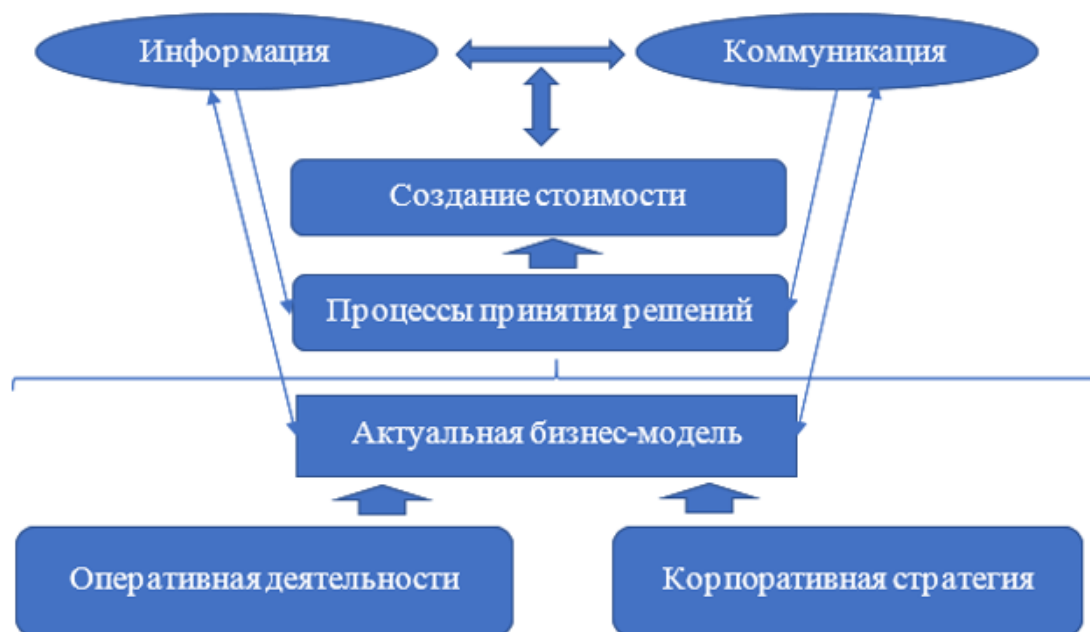 Информация
Коммуникация
Создание стоимости
Процессы принятия решений
Актуальная бизнес-модель
Оперативная деятельности
Корпоративная стратегия